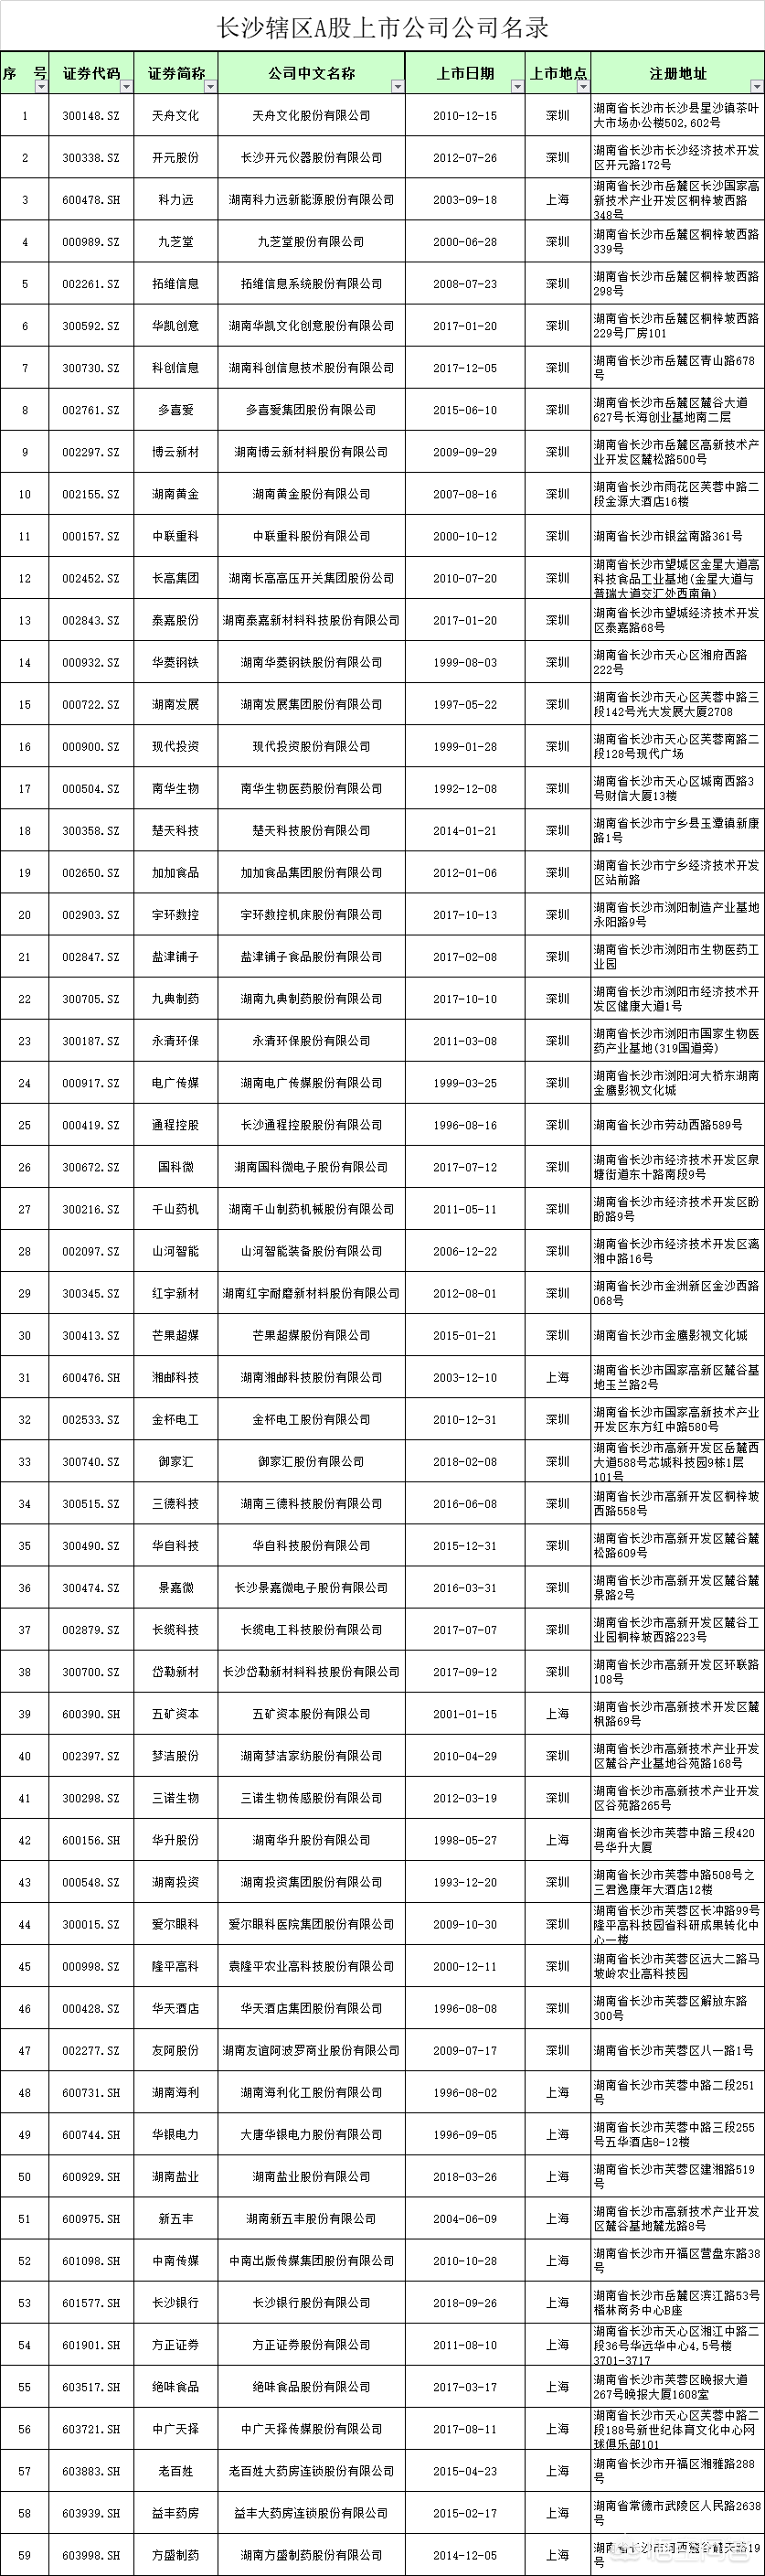 长沙辖区A股上市公司公司名录
序 号 证券代码 证券简称 公司中文名称 上市日期 上市地点 注册地址
1 300148.SZ 天舟文化 天舟文化股份有限公司 2010-12-15 深圳 湖南省长沙市长沙县星沙镇茶叶
大市场办公楼502,602号
2 300338.SZ 开元股份 长沙开元仪器股份有限公司 2012-07-26 深圳 湖南省长沙市长沙经济技术开发
区开元路172号
3 600478.SH 科力远 湖南科力远新能源股份有限公司 2003-09-18 上海 湖南省长沙市岳麓区长沙国家高
新技术产业开发区桐梓坡西路
348号
4 000989.SZ 九芝堂 九芝堂股份有限公司 2000-06-28 深圳 湖南省长沙市岳麓区桐梓坡西路
339号
5 002261.SZ 拓维信息 拓维信息系统股份有限公司 2008-07-23 深圳 湖南省长沙市岳麓区桐梓坡西路
298号
6 300592.SZ 华凯创意 湖南华凯文化创意股份有限公司 2017-01-20 深圳 湖南省长沙市岳麓区桐梓坡西路
229号厂房101
7 300730.SZ 科创信息 湖南科创信息技术股份有限公司 2017-12-05 深圳 湖南省长沙市岳麓区青山路678
号
8 002761.SZ 多喜爱 多喜爱集团股份有限公司 2015-06-10 深圳 湖南省长沙市岳麓区麓谷大道
627号长海创业基地南二层
9 002297.SZ 博云新材 湖南博云新材料股份有限公司 2009-09-29 深圳 湖南省长沙市岳麓区高新技术产
业开发区麓松路500号
10 002155.SZ 湖南黄金 湖南黄金股份有限公司 2007-08-16 深圳 湖南省长沙市雨花区芙蓉中路二
段金源大酒店16楼
11 000157.SZ 中联重科 中联重科股份有限公司 2000-10-12 深圳 湖南省长沙市银盆南路361号
12 002452.SZ 长高集团 湖南长高高压开关集团股份公司 2010-07-20 深圳 湖南省长沙市望城区金星大道高
科技食品工业基地(金星大道与
普瑞大道交汇处西南角)
13 002843.SZ 泰嘉股份 湖南泰嘉新材料科技股份有限公司 2017-01-20 深圳 湖南省长沙市望城经济技术开发
区泰嘉路68号
14 000932.SZ 华菱钢铁 湖南华菱钢铁股份有限公司 1999-08-03 深圳 湖南省长沙市天心区湘府西路
222号
15 000722.SZ 湖南发展 湖南发展集团股份有限公司 1997-05-22 深圳 湖南省长沙市天心区芙蓉中路三
段142号光大发展大厦2708
16 000900.SZ 现代投资 现代投资股份有限公司 1999-01-28 深圳 湖南省长沙市天心区芙蓉南路二
段128号现代广场
17 000504.SZ 南华生物 南华生物医药股份有限公司 1992-12-08 深圳 湖南省长沙市天心区城南西路3
号财信大厦13楼
18 300358.SZ 楚天科技 楚天科技股份有限公司 2014-01-21 深圳 湖南省长沙市宁乡县玉潭镇新康
路1号
19 002650.SZ 加加食品 加加食品集团股份有限公司 2012-01-06 深圳 湖南省长沙市宁乡经济技术开发
区站前路
20 002903.SZ 宇环数控 宇环数控机床股份有限公司 2017-10-13 深圳 湖南省长沙市浏阳制造产业基地
永阳路9号
21 002847.SZ 盐津铺子 盐津铺子食品股份有限公司 2017-02-08 深圳 湖南省长沙市浏阳市生物医药工
业园
22 300705.SZ 九典制药 湖南九典制药股份有限公司 2017-10-10 深圳 湖南省长沙市浏阳市经济技术开
发区健康大道1号
23 300187.SZ 永清环保 永清环保股份有限公司 2011-03-08 深圳 湖南省长沙市浏阳市国家生物医
药产业基地(319国道旁)
24 000917.SZ 电广传媒 湖南电广传媒股份有限公司 1999-03-25 深圳 湖南省长沙市浏阳河大桥东湖南
金鹰影视文化城
25 000419.SZ 通程控股 长沙通程控股股份有限公司 1996-08-16 深圳 湖南省长沙市劳动西路589号
26 300672.SZ 国科微 湖南国科微电子股份有限公司 2017-07-12 深圳 湖南省长沙市经济技术开发区泉
塘街道东十路南段9号
27 300216.SZ 千山药机 湖南千山制药机械股份有限公司 2011-05-11 深圳 湖南省长沙市经济技术开发区盼
盼路9号
28 002097.SZ 山河智能 山河智能装备股份有限公司 2006-12-22 深圳 湖南省长沙市经济技术开发区漓
湘中路16号
29 300345.SZ 红宇新材 湖南红宇耐磨新材料股份有限公司 2012-08-01 深圳 湖南省长沙市金洲新区金沙西路
068号
30 300413.SZ 芒果超媒 芒果超媒股份有限公司 2015-01-21 深圳 湖南省长沙市金鹰影视文化城
31 600476.SH 湘邮科技 湖南湘邮科技股份有限公司 2003-12-10 上海 湖南省长沙市国家高新区麓谷基
地玉兰路2号
32 002533.SZ 金杯电工 金杯电工股份有限公司 2010-12-31 深圳 湖南省长沙市国家高新技术产业
开发区东方红中路580号
33 300740.SZ 御家汇 御家汇股份有限公司 2018-02-08 深圳 湖南省长沙市高新开发区岳麓西
大道588号芯城科技园9栋1层
101号
34 300515.SZ 三德科技 湖南三德科技股份有限公司 2016-06-08 深圳 湖南省长沙市高新开发区桐梓坡
西路558号
35 300490.SZ 华自科技 华自科技股份有限公司 2015-12-31 深圳 湖南省长沙市高新开发区麓谷麓
松路609号
36 300474.SZ 景嘉微 长沙景嘉微电子股份有限公司 2016-03-31 深圳 湖南省长沙市高新开发区麓谷麓
景路2号
37 002879.SZ 长缆科技 长缆电工科技股份有限公司 2017-07-07 深圳 湖南省长沙市高新开发区麓谷工
业园桐梓坡西路223号
38 300700.SZ 岱勒新材 长沙岱勒新材料科技股份有限公司 2017-09-12 深圳 湖南省长沙市高新开发区环联路
108号
39 600390.SH 五矿资本 五矿资本股份有限公司 2001-01-15 上海 湖南省长沙市高新技术开发区麓
枫路69号
40 002397.SZ 梦洁股份 湖南梦洁家纺股份有限公司 2010-04-29 深圳 湖南省长沙市高新技术产业开发
区麓谷产业基地谷苑路168号
41 300298.SZ 三诺生物 三诺生物传感股份有限公司 2012-03-19 深圳 湖南省长沙市高新技术产业开发
区谷苑路265号
42 600156.SH 华升股份 湖南华升股份有限公司 1998-05-27 上海 湖南省长沙市芙蓉中路三段420
号华升大厦
43 000548.SZ 湖南投资 湖南投资集团股份有限公司 1993-12-20 深圳 湖南省长沙市芙蓉中路508号之
三君逸康年大酒店12楼
44 300015.SZ 爱尔眼科 爱尔眼科医院集团股份有限公司 2009-10-30 深圳 湖南省长沙市芙蓉区长冲路99号
隆平高科技园省科研成果转化中
心一楼
45 000998.SZ 隆平高科 袁隆平农业高科技股份有限公司 2000-12-11 深圳 湖南省长沙市芙蓉区远大二路马
坡岭农业高科技园
46 000428.SZ 华天酒店 华天酒店集团股份有限公司 1996-08-08 深圳 湖南省长沙市芙蓉区解放东路
300号
47 002277.SZ 友阿股份 湖南友谊阿波罗商业股份有限公司 2009-07-17 深圳 湖南省长沙市芙蓉区八一路1号
48 600731.SH 湖南海利 湖南海利化工股份有限公司 1996-08-02 上海 湖南省长沙市芙蓉中路二段251
号
49 600744.SH 华银电力 大唐华银电力股份有限公司 1996-09-05 上海 湖南省长沙市芙蓉中路三段255
号五华酒店8-12楼
50 600929.SH 湖南盐业 湖南盐业股份有限公司 2018-03-26 上海 湖南省长沙市芙蓉区建湘路519
号
51 600975.SH 新五丰 湖南新五丰股份有限公司 2004-06-09 上海 湖南省长沙市高新技术产业开发
区麓谷基地麓龙路8号
52 601098.SH 中南传媒 中南出版传媒集团股份有限公司 2010-10-28 上海 湖南省长沙市开福区营盘东路38
号
53 601577.SH 长沙银行 长沙银行股份有限公司 2018-09-26 上海 湖南省长沙市岳麓区滨江路53号
楷林商务中心B座
54 601901.SH 方正证券 方正证券股份有限公司 2011-08-10 上海 湖南省长沙市天心区湘江中路二
段36号华远华中心4,5号楼
3701-3717
55 603517.SH 绝味食品 绝味食品股份有限公司 2017-03-17 上海 湖南省长沙市芙蓉区晚报大道
267号晚报大厦1608室
56 603721.SH 中广天择 中广天择传媒股份有限公司 2017-08-11 上海 湖南省长沙市天心区芙蓉中路二
段188号新世纪体育文化中心网
球俱乐部101
57 603883.SH 老百姓 老百姓大药房连锁股份有限公司 2015-04-23 上海 湖南省长沙市开福区湘雅路288
号
58 603939.SH 益丰药房 益丰大药房连锁股份有限公司 2015-02-17 上海 湖南省常德市武陵区人民路2638
号
59 603998.SH 方盛制药 湖南方盛制药股份有限公司 2014-12-05 上海 湖南省长沙市河西麓谷麓天路19
号